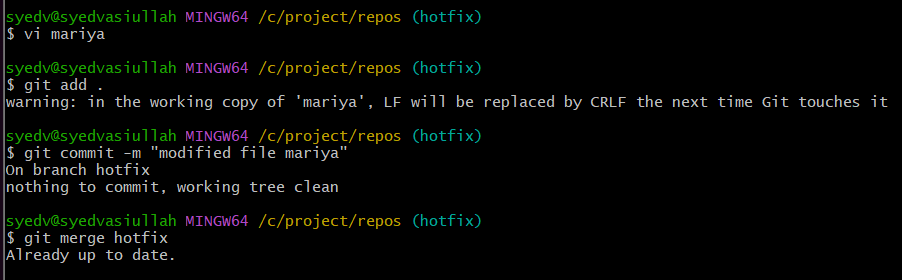 syedv@syedvasiullah MINGW64 /c/project/repos (hotfix)
$ vi mariya
syedv@syedvasiullah MINGW64 /c/project/repos (hotfix)
$ git add .
warning: in the working copy of 'mariya', LF will be replaced by CRLF the next time Git touches it
syedv@syedvasiullah MINGW64 /c/project/repos (hotfix)
$ git commit -m "modified file mariya"
On branch hotfix
nothing to commit, working tree clean
syedv@syedvasiullah MINGW64 /c/project/repos (hotfix)
$ git merge hotfix
Already up to date.